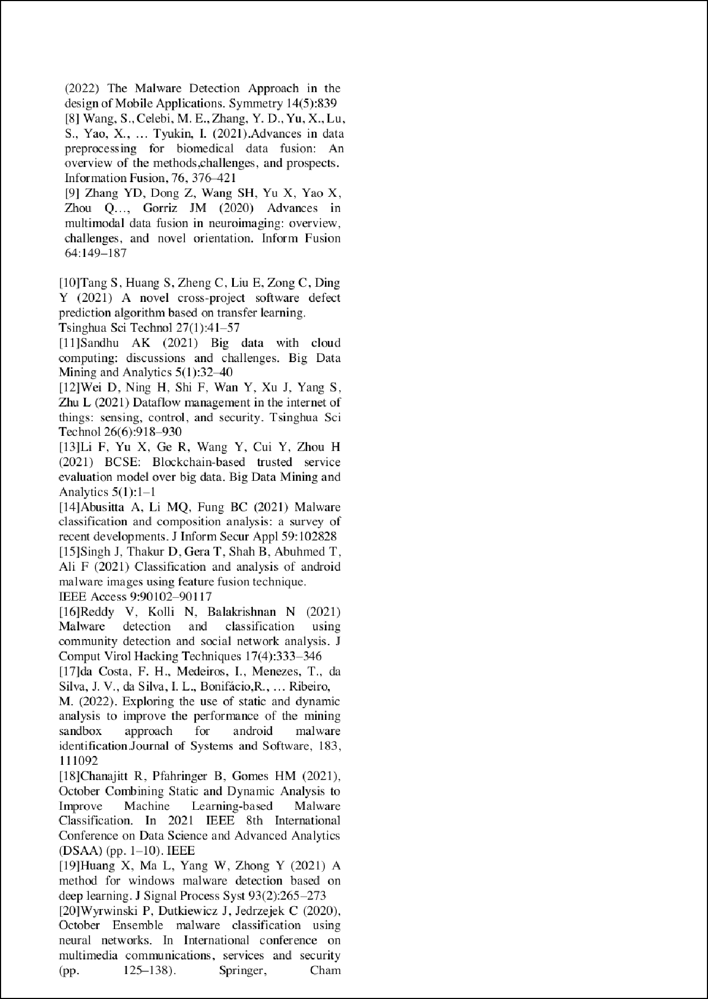 (2022) The Malware Detection Approach in the
design of Mobile Applications. Symmetry 14(5):839
[8] Wang, S., Celebi, M. E., Zhang, Y. D., Yu, X., Lu,
S., Yao, X., … Tyukin, I. (2021).Advances in data
preprocessing for biomedical data fusion: An
overview of the methods,challenges, and prospects.
Information Fusion, 76, 376–421
[9] Zhang YD, Dong Z, Wang SH, Yu X, Yao X,
Zhou Q…, Gorriz JM (2020) Advances in
multimodal data fusion in neuroimaging: overview,
challenges, and novel orientation. Inform Fusion
64:149–187
[10]Tang S, Huang S, Zheng C, Liu E, Zong C, Ding
Y (2021) A novel cross-project software defect
prediction algorithm based on transfer learning.
Tsinghua Sci Technol 27(1):41–57
[11]Sandhu AK (2021) Big data with cloud
computing: discussions and challenges. Big Data
Mining and Analytics 5(1):32–40
[12]Wei D, Ning H, Shi F, Wan Y, Xu J, Yang S,
Zhu L (2021) Dataflow management in the internet of
things: sensing, control, and security. Tsinghua Sci
Technol 26(6):918–930
[13]Li F, Yu X, Ge R, Wang Y, Cui Y, Zhou H
(2021) BCSE: Blockchain-based trusted service
evaluation model over big data. Big Data Mining and
Analytics 5(1):1–1
[14]Abusitta A, Li MQ, Fung BC (2021) Malware
classification and composition analysis: a survey of
recent developments. J Inform Secur Appl 59:102828
[15]Singh J, Thakur D, Gera T, Shah B, Abuhmed T,
Ali F (2021) Classification and analysis of android
malware images using feature fusion technique.
IEEE Access 9:90102–90117
[16]Reddy V, Kolli N, Balakrishnan N (2021)
Malware detection and classification using
community detection and social network analysis. J
Comput Virol Hacking Techniques 17(4):333–346
[17]da Costa, F. H., Medeiros, I., Menezes, T., da
Silva, J. V., da Silva, I. L., Bonifácio,R., … Ribeiro,
M. (2022). Exploring the use of static and dynamic
analysis to improve the performance of the mining
sandbox approach for android malware
identification.Journal of Systems and Software, 183,
111092
[18]Chanajitt R, Pfahringer B, Gomes HM (2021),
October Combining Static and Dynamic Analysis to
Improve Machine Learning-based Malware
Classification. In 2021 IEEE 8th International
Conference on Data Science and Advanced Analytics
(DSAA) (pp. 1–10). IEEE
[19]Huang X, Ma L, Yang W, Zhong Y (2021) A
method for windows malware detection based on
deep learning. J Signal Process Syst 93(2):265–273
[20]Wyrwinski P, Dutkiewicz J, Jedrzejek C (2020),
October Ensemble malware classification using
neural networks. In International conference on
multimedia communications, services and security
(pp. 125–138). Springer, Cham